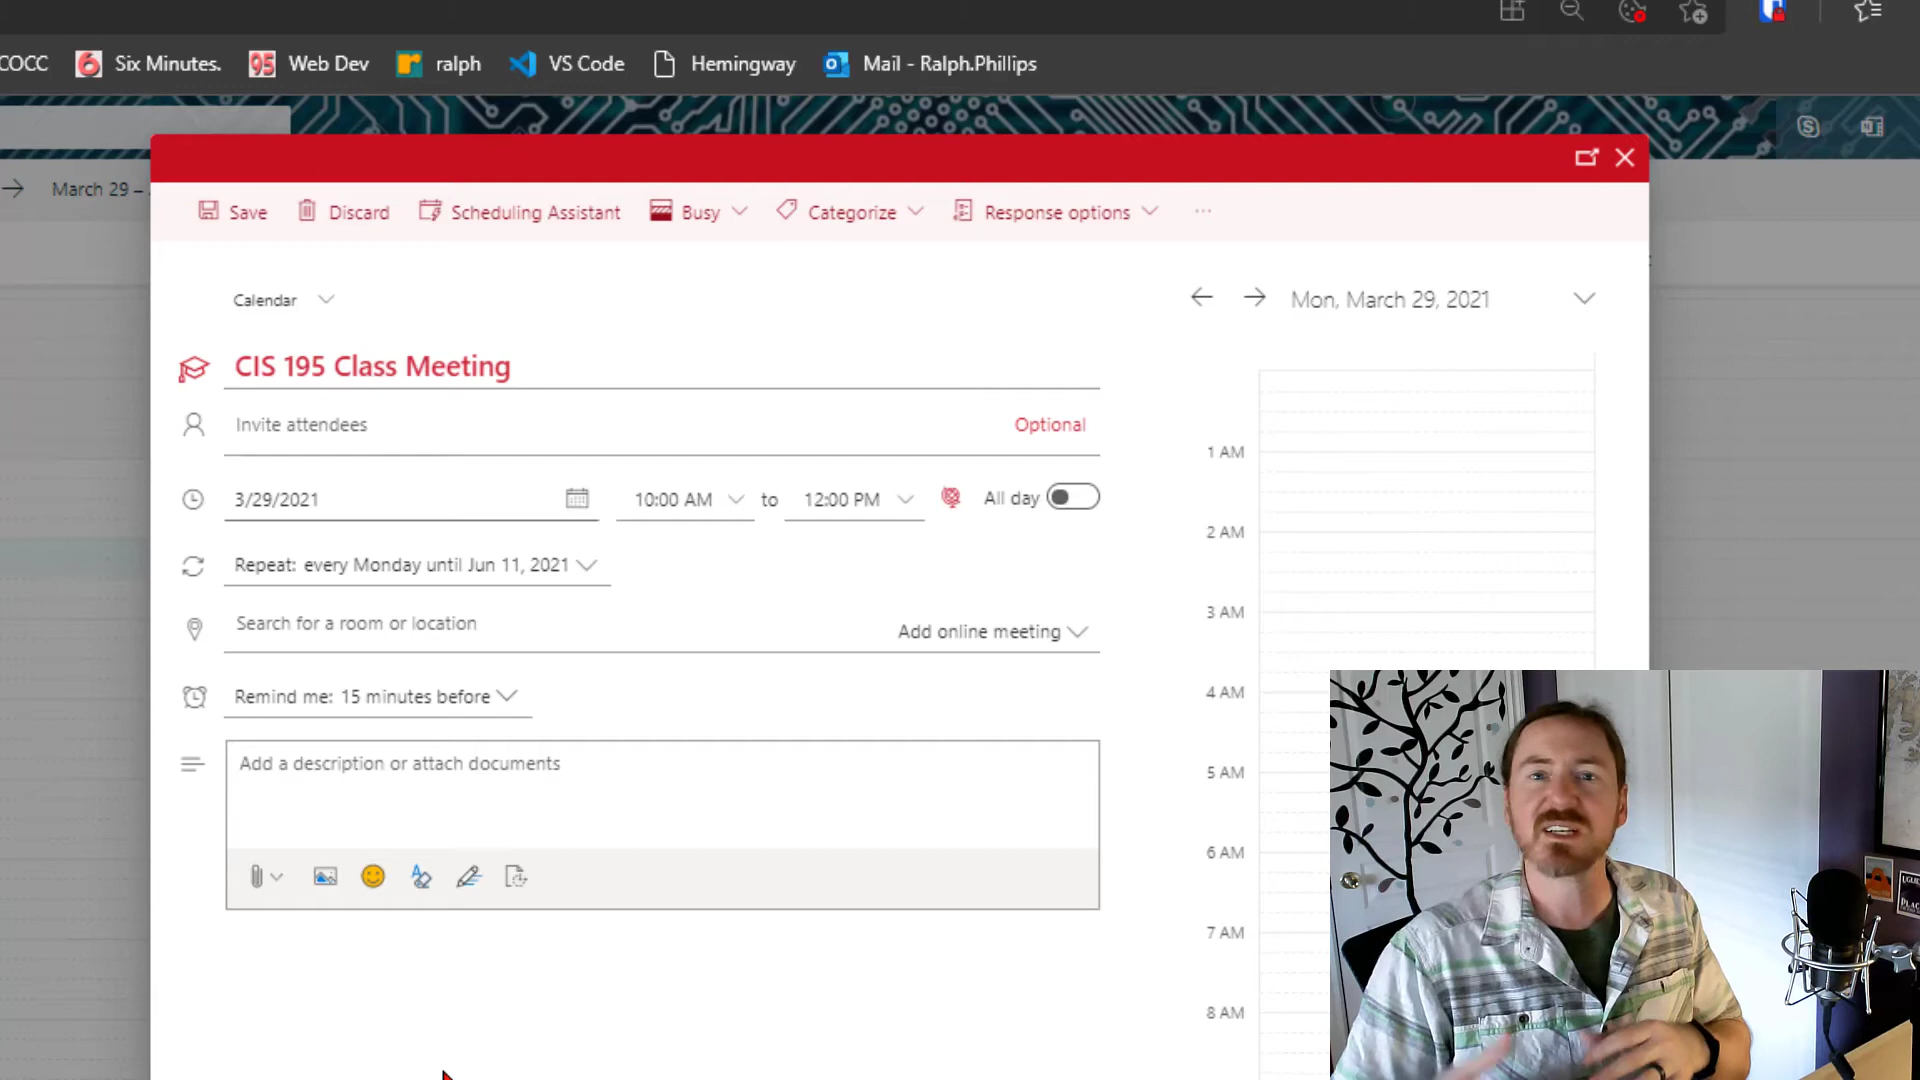 COCC Six Minutes. Web Dev ralph VS Code Hemingway Mail - Ralph.Phillips
March 29 –
Save Discard Scheduling Assistant Busy Categorize Response options
Calendar
Mon, March 29, 2021
CIS 195 Class Meeting
Invite attendees Optional
3/29/2021 10:00 AM to 12:00 PM All day
Repeat: every Monday until Jun 11, 2021
Search for a room or location
Add online meeting
Remind me: 15 minutes before
Add a description or attach documents
1 AM
2 AM
3 AM
4 AM
5 AM
6 AM
7 AM
8 AM